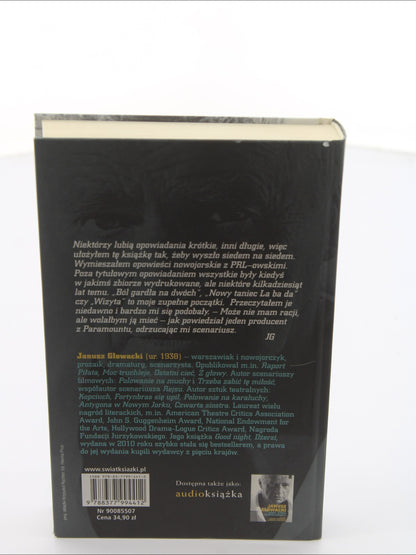 Niektórzy lubią opowiadania krótkie, inni długie, więc
ułożyłem tę książkę tak, żeby wyszło siedem na siedem.
Wymieszałem opowieści nowojorskie z PRL-owskimi.
Poza tytułowym opowiadaniem wszystkie były kiedyś
w jakimś zbiorze wydrukowane, ale niektóre kilkadziesiąt
lat temu. „Ból gardła na dwóch", „Nowy taniec La ba da"
czy „Wizyta" to moje zupełne początki. Przeczytałem je
niedawno i bardzo mi się podobały. – Może nie mam racji,
ale wolałbym ją mieć – jak powiedział jeden producent
z Paramountu, odrzucając mi scenariusz.
JG
Janusz Głowacki (ur. 1938) – warszawiak i nowojorczyk,
prozaik, dramaturg, scenarzysta. Opublikował m.in. Raport
Piłata, Moc truchleje, Ostatni cieć, Z głowy. Autor scenariuszy
filmowych: Polowanie na muchy i Trzeba zabić tę miłość,
współautor scenariusza Rejsu. Autor sztuk teatralnych:
Kopciuch, Fortynbras się upił, Polowanie na karaluchy,
Antygona w Nowym Jorku, Czwarta siostra. Laureat wielu
nagród literackich, m.in. American Theatre Critics Association
Award, John S. Guggenheim Award, National Endowment for
the Arts, Hollywood Drama-Logue Critics Award, Nagroda
Fundacji Jurzykowskiego. Jego książka Good night, Dżerzi,
wydana w 2010 roku szybko stała się bestsellerem, a prawa
do jej wydania kupili wydawcy z pięciu krajów.
www.swiatksiazki.pl
9788377994412
Nr 90085507
Cena 34,90 zł
Dostępna także jako:
audioksiążka
JANUSZ
GŁOWACKI